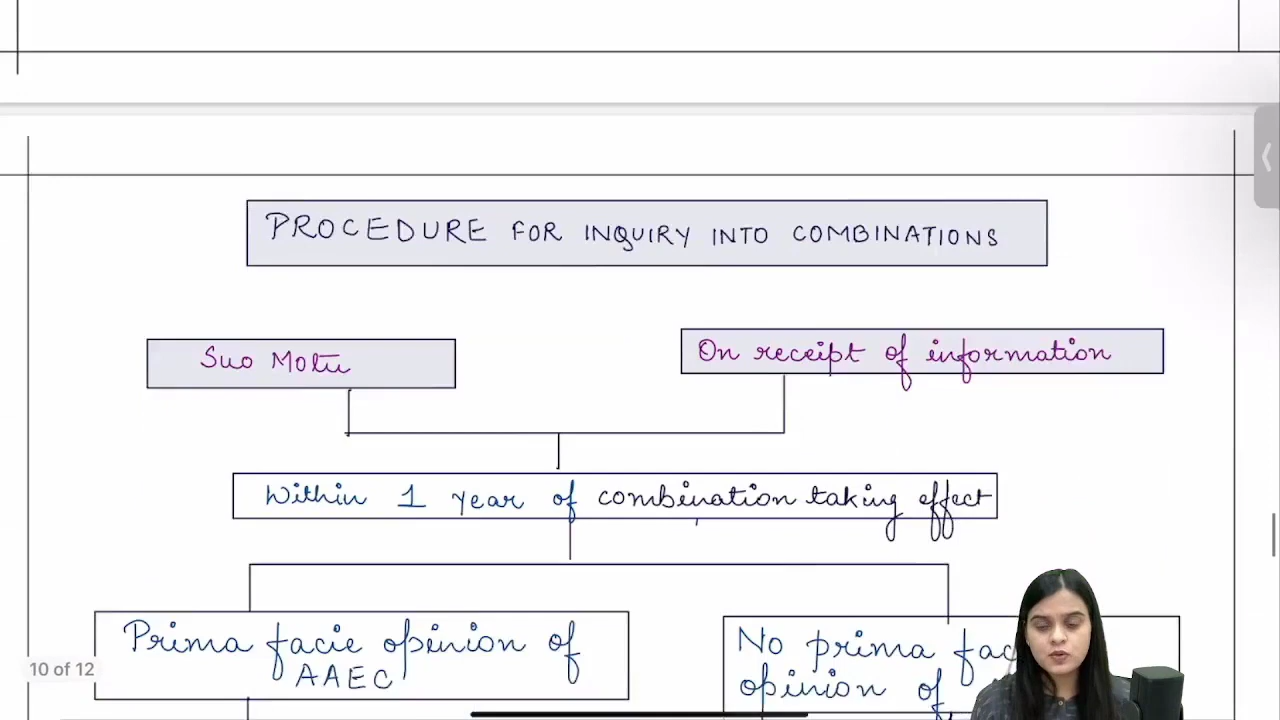 PROCEDURE FOR INQUIRY INTO COMBINATIONS
Suo Motu
On receipt of information
Within 1 year of combination taking effect
Prima facie opinion of
AAEC
No prima fac
opinion of
10 of 12